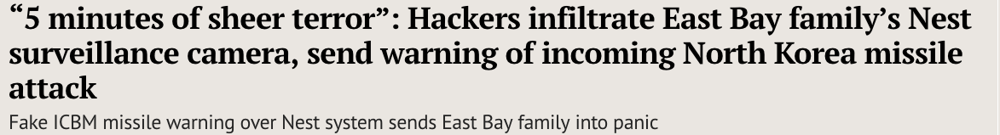 “5 minutes of sheer terror”: Hackers infiltrate East Bay family’s Nest
surveillance camera, send warning of incoming North Korea missile
attack
Fake ICBM missile warning over Nest system sends East Bay family into panic